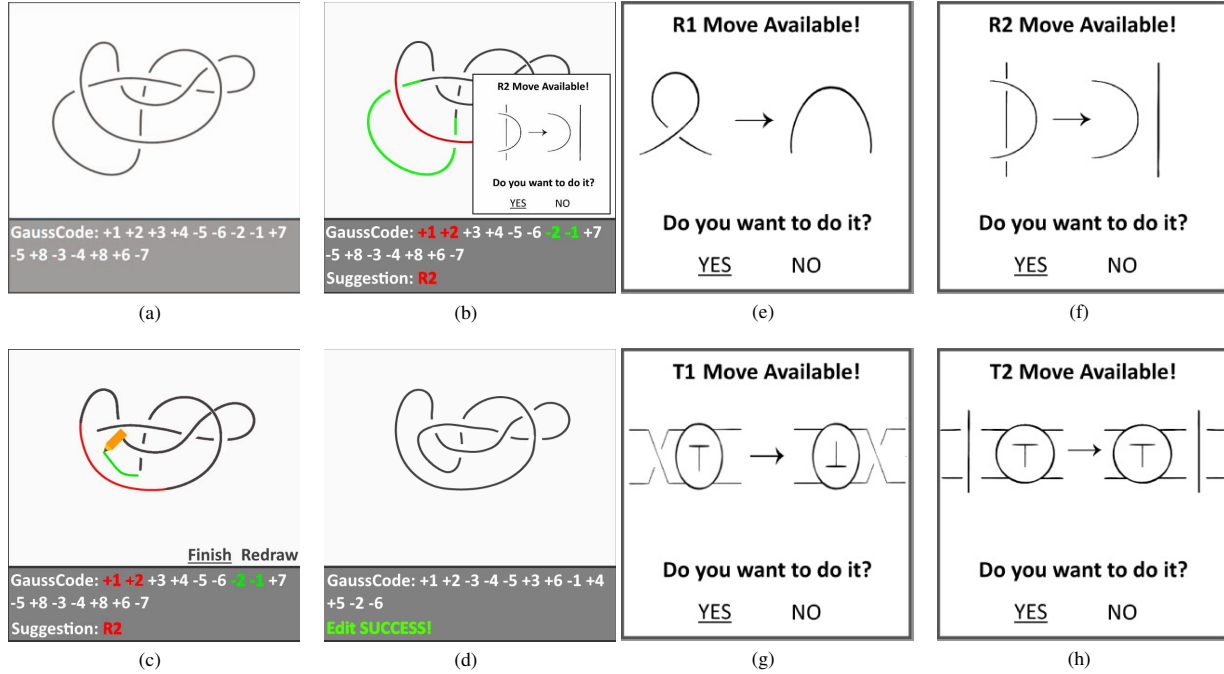 GaussCode: +1 +2 +3 +4 -5 -6 -2 -1 +7
-5 +8 -3 -4 +8 +6 -7
(a)
R2 Move Available!
Do you want to do it?
YES NO
GaussCode: +1 +2 +3 +4 -5 -6 -2 -1 +7
-5 +8 -3 -4 +8 +6 -7
Suggestion: R2
(b)
R1 Move Available!
Do you want to do it?
YES NO
(e)
R2 Move Available!
Do you want to do it?
YES NO
(f)
Finish Redraw
GaussCode: +1 +2 +3 +4 -5 -6 -2 -1 +7
-5 +8 -3 -4 +8 +6 -7
Suggestion: R2
(c)
GaussCode: +1 +2 -3 -4 -5 +3 +6 -1 +4
+5 -2 -6
Edit SUCCESS!
(d)
T1 Move Available!
Do you want to do it?
YES NO
(g)
T2 Move Available!
Do you want to do it?
YES NO
(h)